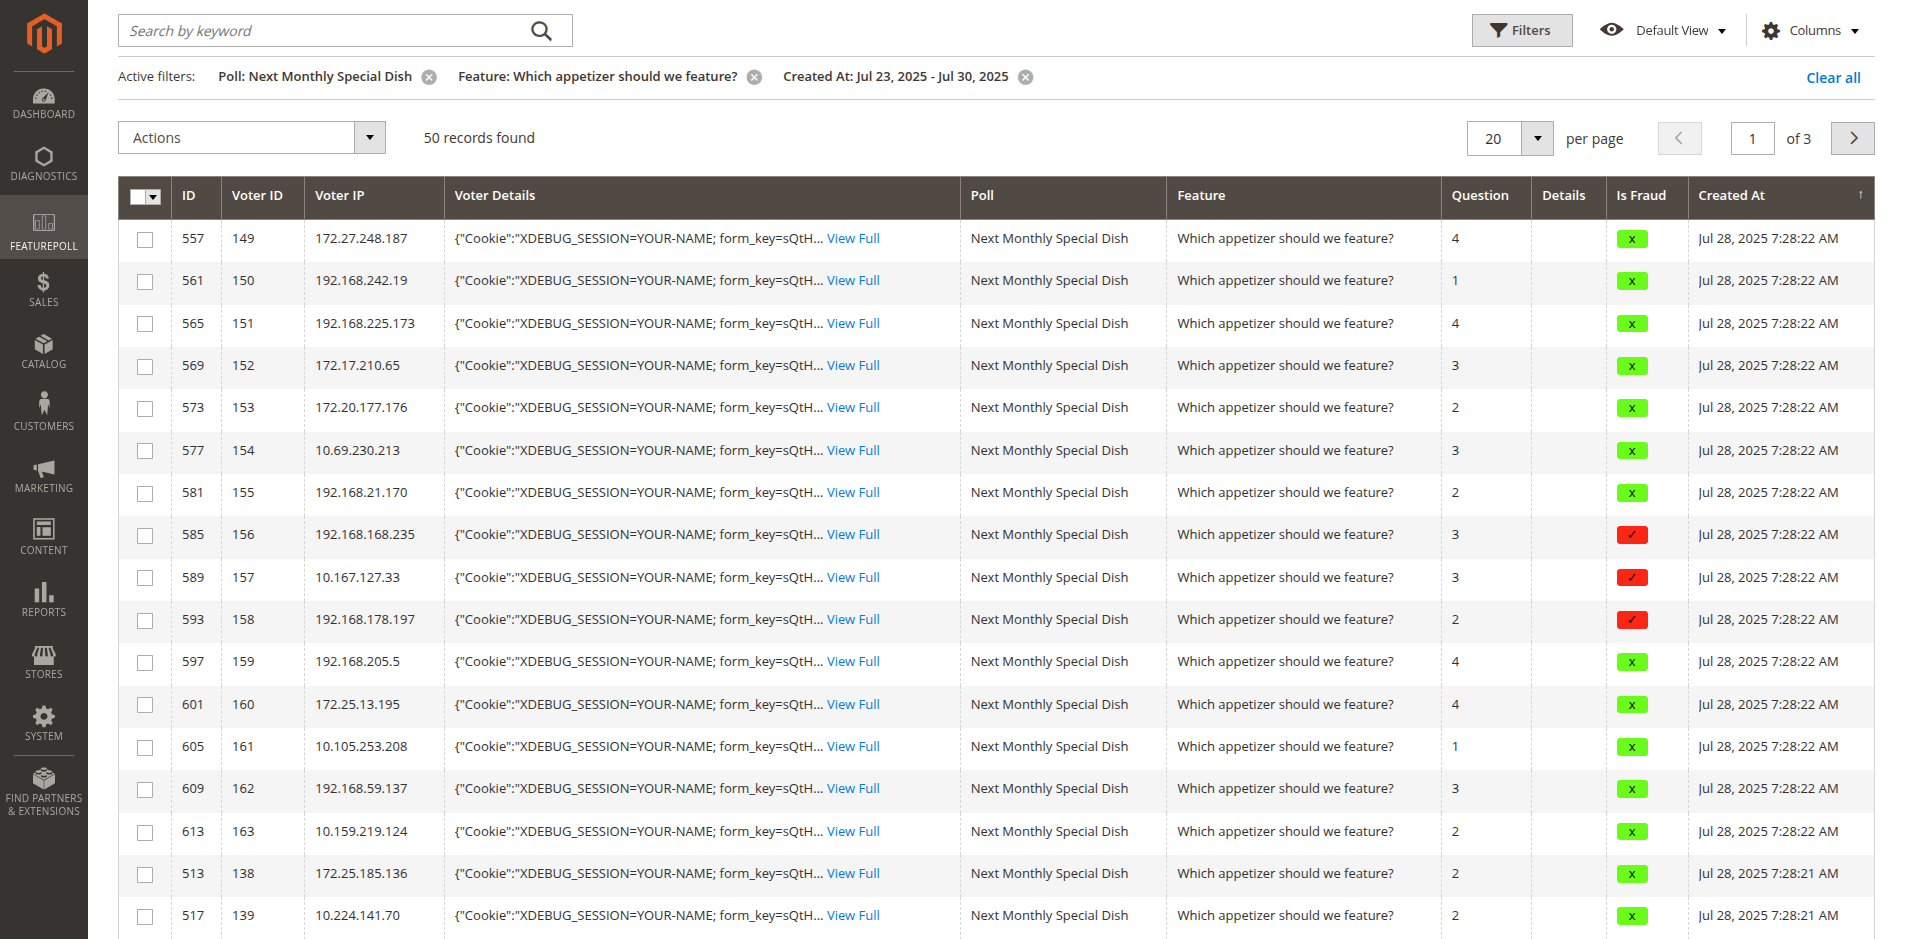 Search by keyword
Filters
Default View
Columns
Active filters: Poll: Next Monthly Special Dish Feature: Which appetizer should we feature? Created At: Jul 23, 2025 - Jul 30, 2025 Clear all
Actions 50 records found 20 per page 1 of 3
DASHBOARD
DIAGNOSTICS
FEATUREPOLL
SALES
CATALOG
CUSTOMERS
MARKETING
CONTENT
REPORTS
STORES
SYSTEM
FIND PARTNERS
& EXTENSIONS
ID Voter ID Voter IP Voter Details Poll Feature Question Details Is Fraud Created At ↑
557 149 172.27.248.187 {"Cookie":"XDEBUG_SESSION=YOUR-NAME; form_key=sQtH... View Full Next Monthly Special Dish Which appetizer should we feature? 4 x Jul 28, 2025 7:28:22 AM
561 150 192.168.242.19 {"Cookie":"XDEBUG_SESSION=YOUR-NAME; form_key=sQtH... View Full Next Monthly Special Dish Which appetizer should we feature? 1 x Jul 28, 2025 7:28:22 AM
565 151 192.168.225.173 {"Cookie":"XDEBUG_SESSION=YOUR-NAME; form_key=sQtH... View Full Next Monthly Special Dish Which appetizer should we feature? 4 x Jul 28, 2025 7:28:22 AM
569 152 172.17.210.65 {"Cookie":"XDEBUG_SESSION=YOUR-NAME; form_key=sQtH... View Full Next Monthly Special Dish Which appetizer should we feature? 3 x Jul 28, 2025 7:28:22 AM
573 153 172.20.177.176 {"Cookie":"XDEBUG_SESSION=YOUR-NAME; form_key=sQtH... View Full Next Monthly Special Dish Which appetizer should we feature? 2 x Jul 28, 2025 7:28:22 AM
577 154 10.69.230.213 {"Cookie":"XDEBUG_SESSION=YOUR-NAME; form_key=sQtH... View Full Next Monthly Special Dish Which appetizer should we feature? 3 x Jul 28, 2025 7:28:22 AM
581 155 192.168.21.170 {"Cookie":"XDEBUG_SESSION=YOUR-NAME; form_key=sQtH... View Full Next Monthly Special Dish Which appetizer should we feature? 2 x Jul 28, 2025 7:28:22 AM
585 156 192.168.168.235 {"Cookie":"XDEBUG_SESSION=YOUR-NAME; form_key=sQtH... View Full Next Monthly Special Dish Which appetizer should we feature? 3 ✓ Jul 28, 2025 7:28:22 AM
589 157 10.167.127.33 {"Cookie":"XDEBUG_SESSION=YOUR-NAME; form_key=sQtH... View Full Next Monthly Special Dish Which appetizer should we feature? 3 ✓ Jul 28, 2025 7:28:22 AM
593 158 192.168.178.197 {"Cookie":"XDEBUG_SESSION=YOUR-NAME; form_key=sQtH... View Full Next Monthly Special Dish Which appetizer should we feature? 2 ✓ Jul 28, 2025 7:28:22 AM
597 159 192.168.205.5 {"Cookie":"XDEBUG_SESSION=YOUR-NAME; form_key=sQtH... View Full Next Monthly Special Dish Which appetizer should we feature? 4 x Jul 28, 2025 7:28:22 AM
601 160 172.25.13.195 {"Cookie":"XDEBUG_SESSION=YOUR-NAME; form_key=sQtH... View Full Next Monthly Special Dish Which appetizer should we feature? 4 x Jul 28, 2025 7:28:22 AM
605 161 10.105.253.208 {"Cookie":"XDEBUG_SESSION=YOUR-NAME; form_key=sQtH... View Full Next Monthly Special Dish Which appetizer should we feature? 1 x Jul 28, 2025 7:28:22 AM
609 162 192.168.59.137 {"Cookie":"XDEBUG_SESSION=YOUR-NAME; form_key=sQtH... View Full Next Monthly Special Dish Which appetizer should we feature? 3 x Jul 28, 2025 7:28:22 AM
613 163 10.159.219.124 {"Cookie":"XDEBUG_SESSION=YOUR-NAME; form_key=sQtH... View Full Next Monthly Special Dish Which appetizer should we feature? 2 x Jul 28, 2025 7:28:22 AM
513 138 172.25.185.136 {"Cookie":"XDEBUG_SESSION=YOUR-NAME; form_key=sQtH... View Full Next Monthly Special Dish Which appetizer should we feature? 2 x Jul 28, 2025 7:28:21 AM
517 139 10.224.141.70 {"Cookie":"XDEBUG_SESSION=YOUR-NAME; form_key=sQtH... View Full Next Monthly Special Dish Which appetizer should we feature? 2 x Jul 28, 2025 7:28:21 AM